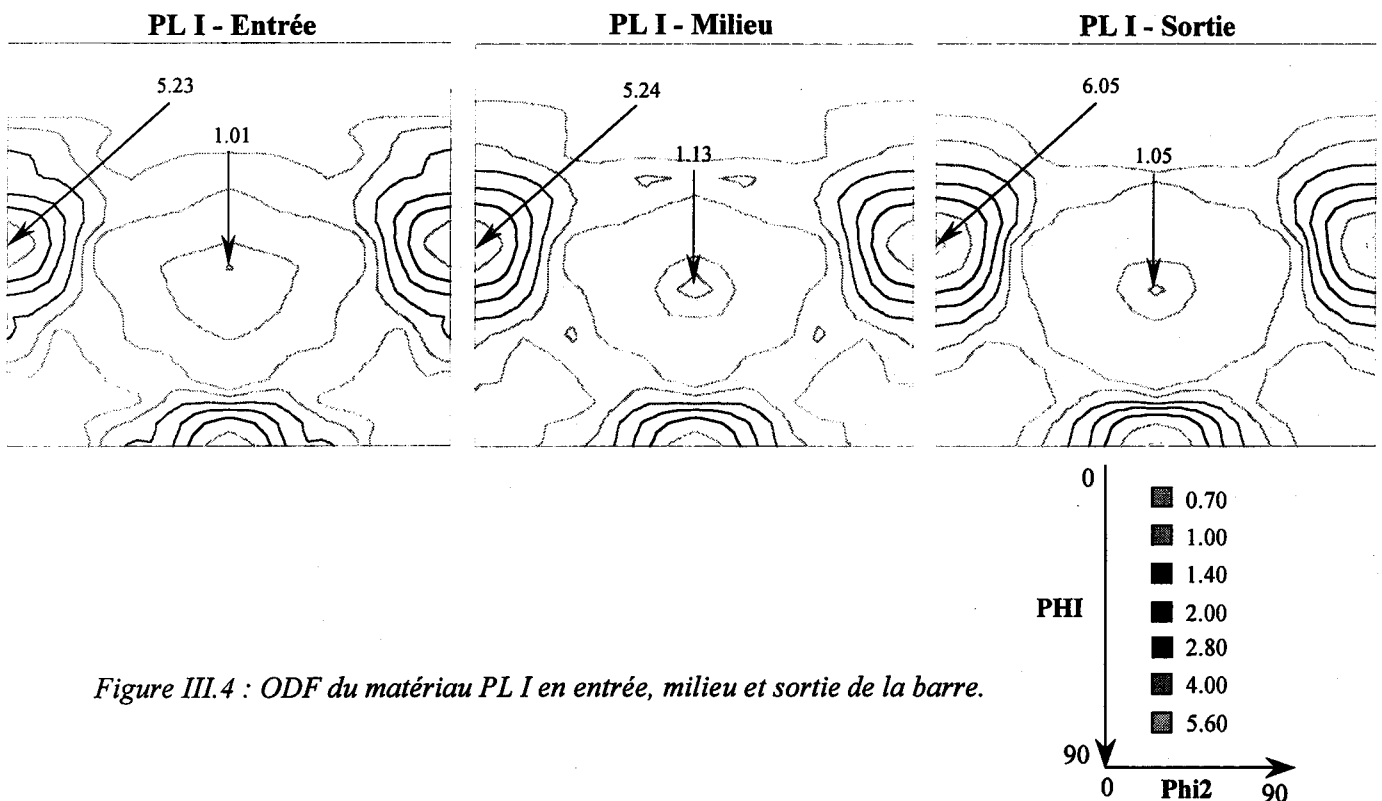 PL I - Entrée
PL I - Milieu
PL I - Sortie
5.23
1.01
5.24
1.13
6.05
1.05
0
0.70
1.00
1.40
2.00
2.80
4.00
5.60
PHI
90
0
Phi2
90
Figure III.4 : ODF du matériau PL I en entrée, milieu et sortie de la barre.